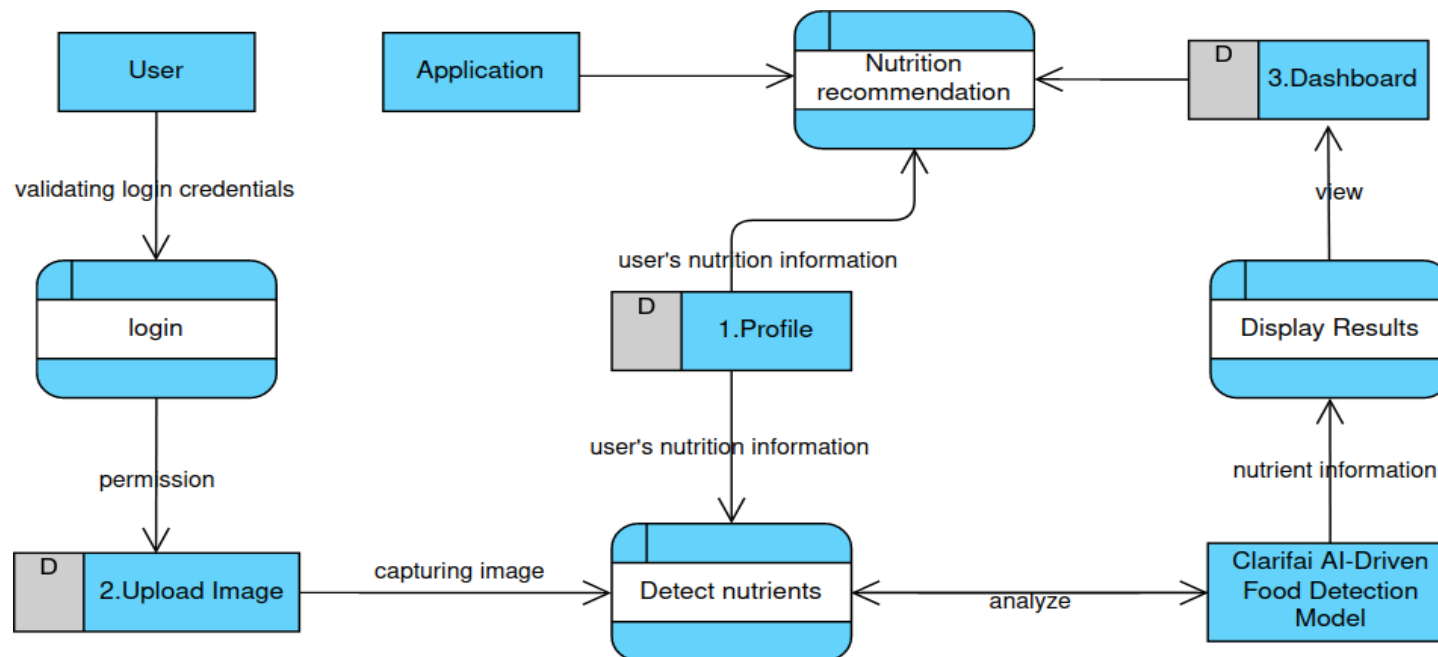 User
Application
Nutrition
recommendation
D
3.Dashboard
validating login credentials
view
user's nutrition information
login
D
1.Profile
Display Results
user's nutrition information
permission
nutrient information
D
2.Upload Image
capturing image
Detect nutrients
analyze
Clarifai AI-Driven
Food Detection
Model